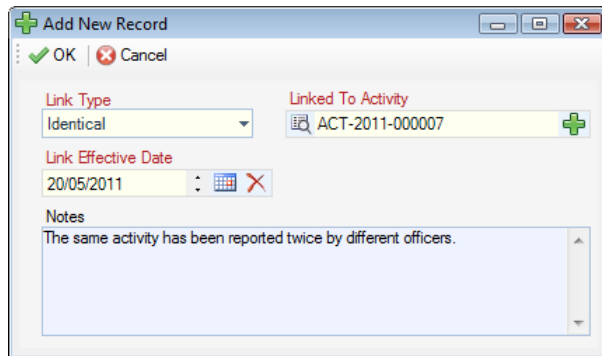 Add New Record
OK Cancel
Link Type Linked To Activity
Identical ACT-2011-000007
Link Effective Date
20/05/2011
Notes
The same activity has been reported twice by different officers.